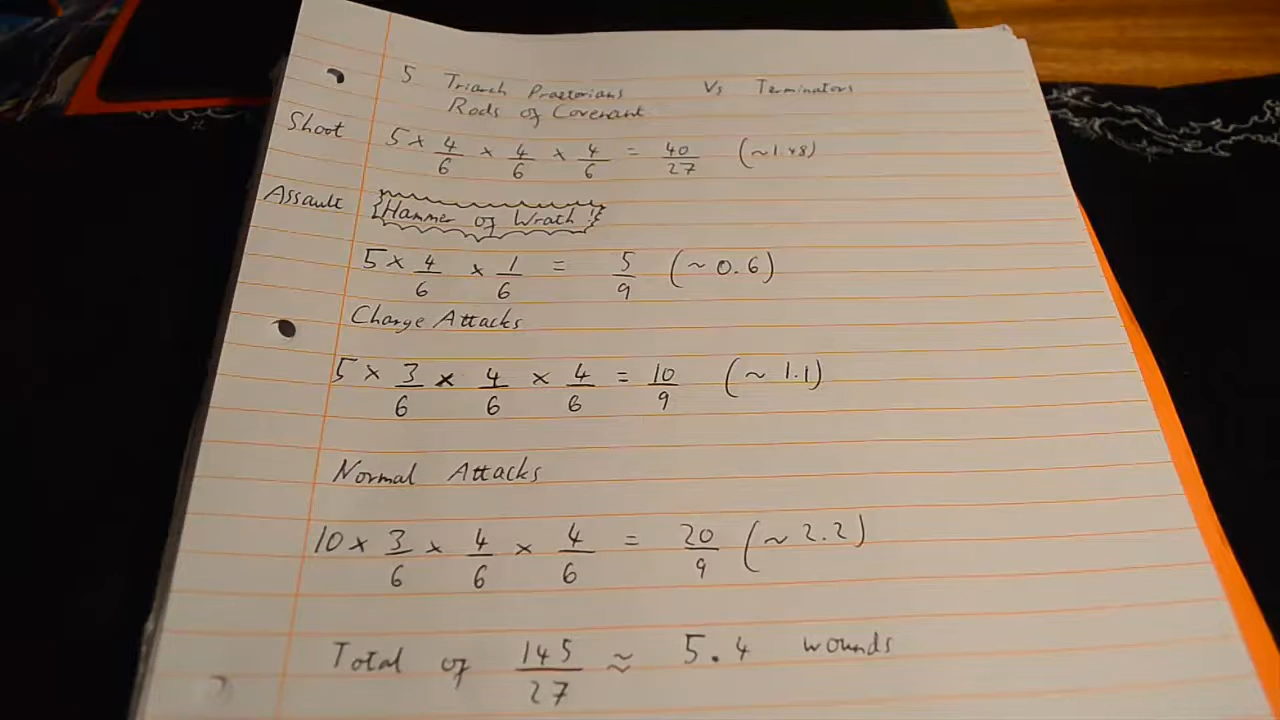 5 Triarch Praetorians Vs Terminators
Rods of Covenant
Shoot 5 × 4/6 × 4/6 × 4/6 = 40/27 (~1.48)
Assault {Hammer of Wrath!}
5 × 4/6 × 1/6 = 5/9 (~0.6)
Charge Attacks
5 × 3/6 × 4/6 × 4/6 = 10/9 (~1.1)
Normal Attacks
10 × 3/6 × 4/6 × 4/6 = 20/9 (~2.2)
Total of 145/27 ≈ 5.4 wounds